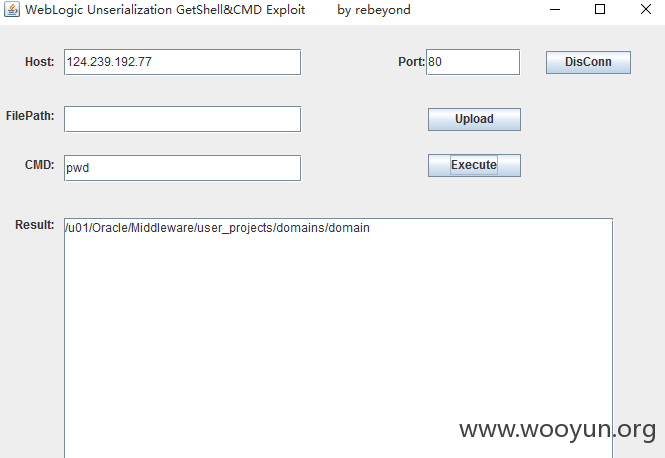 WebLogic Unserialization GetShell&CMD Exploit by rebeyond
Host: 124.239.192.77 Port: 80 DisConn
FilePath: Upload
CMD: pwd Execute
Result: /u01/Oracle/Middleware/user_projects/domains/domain
www.wooyun.org